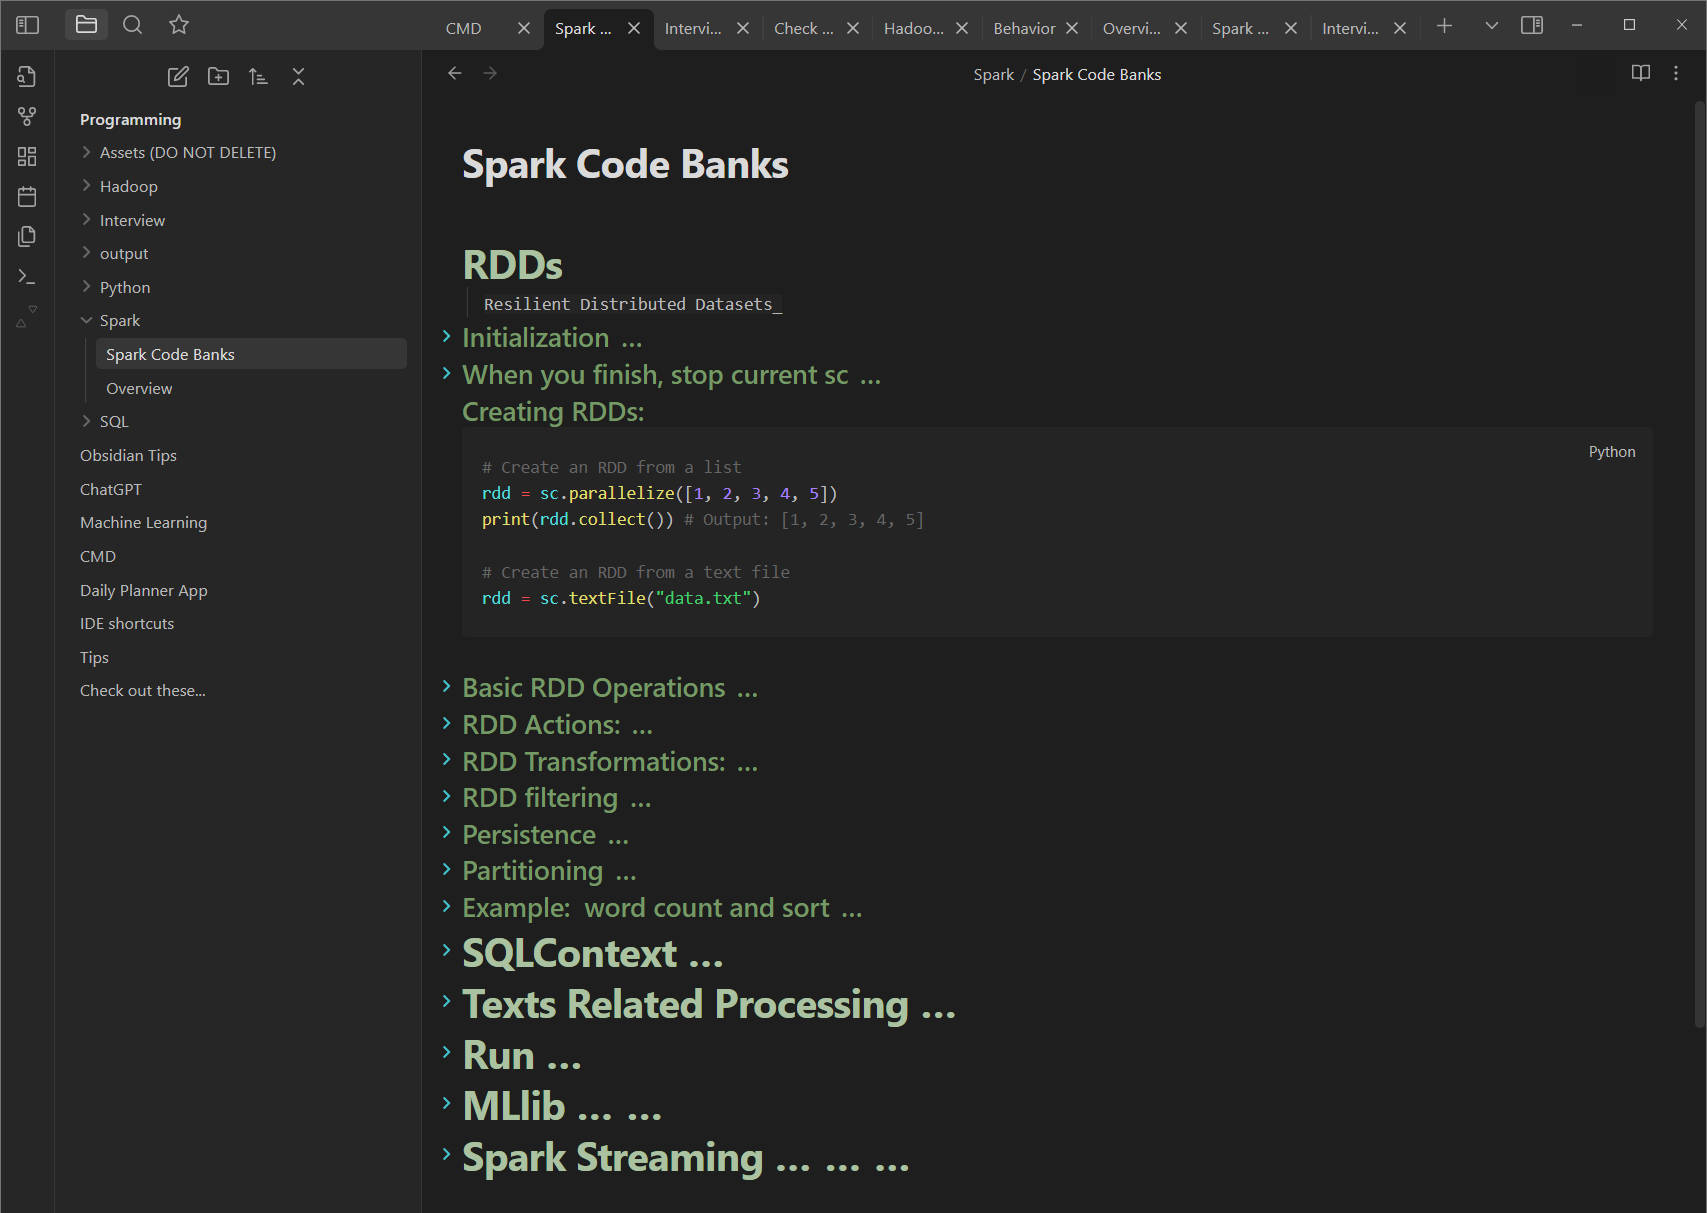 CMD
Spark ...
Intervi...
Check ...
Hadoo...
Behavior
Overvi...
Spark ...
Intervi...
Spark / Spark Code Banks
Programming
Assets (DO NOT DELETE)
Hadoop
Interview
output
Python
Spark
Spark Code Banks
Overview
SQL
Obsidian Tips
ChatGPT
Machine Learning
CMD
Daily Planner App
IDE shortcuts
Tips
Check out these...
Spark Code Banks
RDDs
Resilient Distributed Datasets_
Initialization ...
When you finish, stop current sc ...
Creating RDDs:
Python
# Create an RDD from a list
rdd = sc.parallelize([1, 2, 3, 4, 5])
print(rdd.collect()) # Output: [1, 2, 3, 4, 5]
# Create an RDD from a text file
rdd = sc.textFile("data.txt")
Basic RDD Operations ...
RDD Actions: ...
RDD Transformations: ...
RDD filtering ...
Persistence ...
Partitioning ...
Example:  word count and sort ...
SQLContext ...
Texts Related Processing ...
Run ...
MLlib ... ...
Spark Streaming ... ... ...